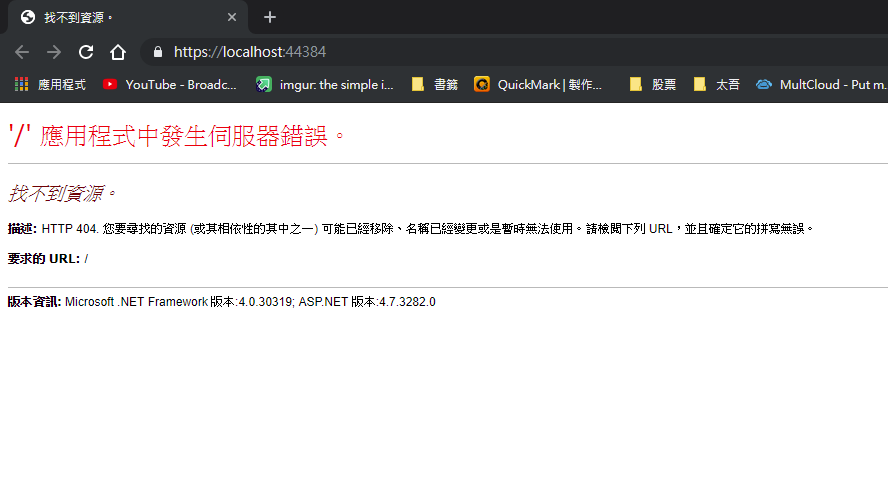 找不到資源。
https://localhost:44384
應用程式 YouTube - Broadc... imgur: the simple i... 書籤 QuickMark | 製作... 股票 太吾 MultCloud - Put m...
'/' 應用程式中發生伺服器錯誤。
找不到資源。
描述: HTTP 404. 您要尋找的資源 (或其相依性的其中之一) 可能已經移除、名稱已經變更或是暫時無法使用。請檢閱下列 URL，並且確定它的拼寫無誤。
要求的 URL: /
版本資訊: Microsoft .NET Framework 版本:4.0.30319; ASP.NET 版本:4.7.3282.0